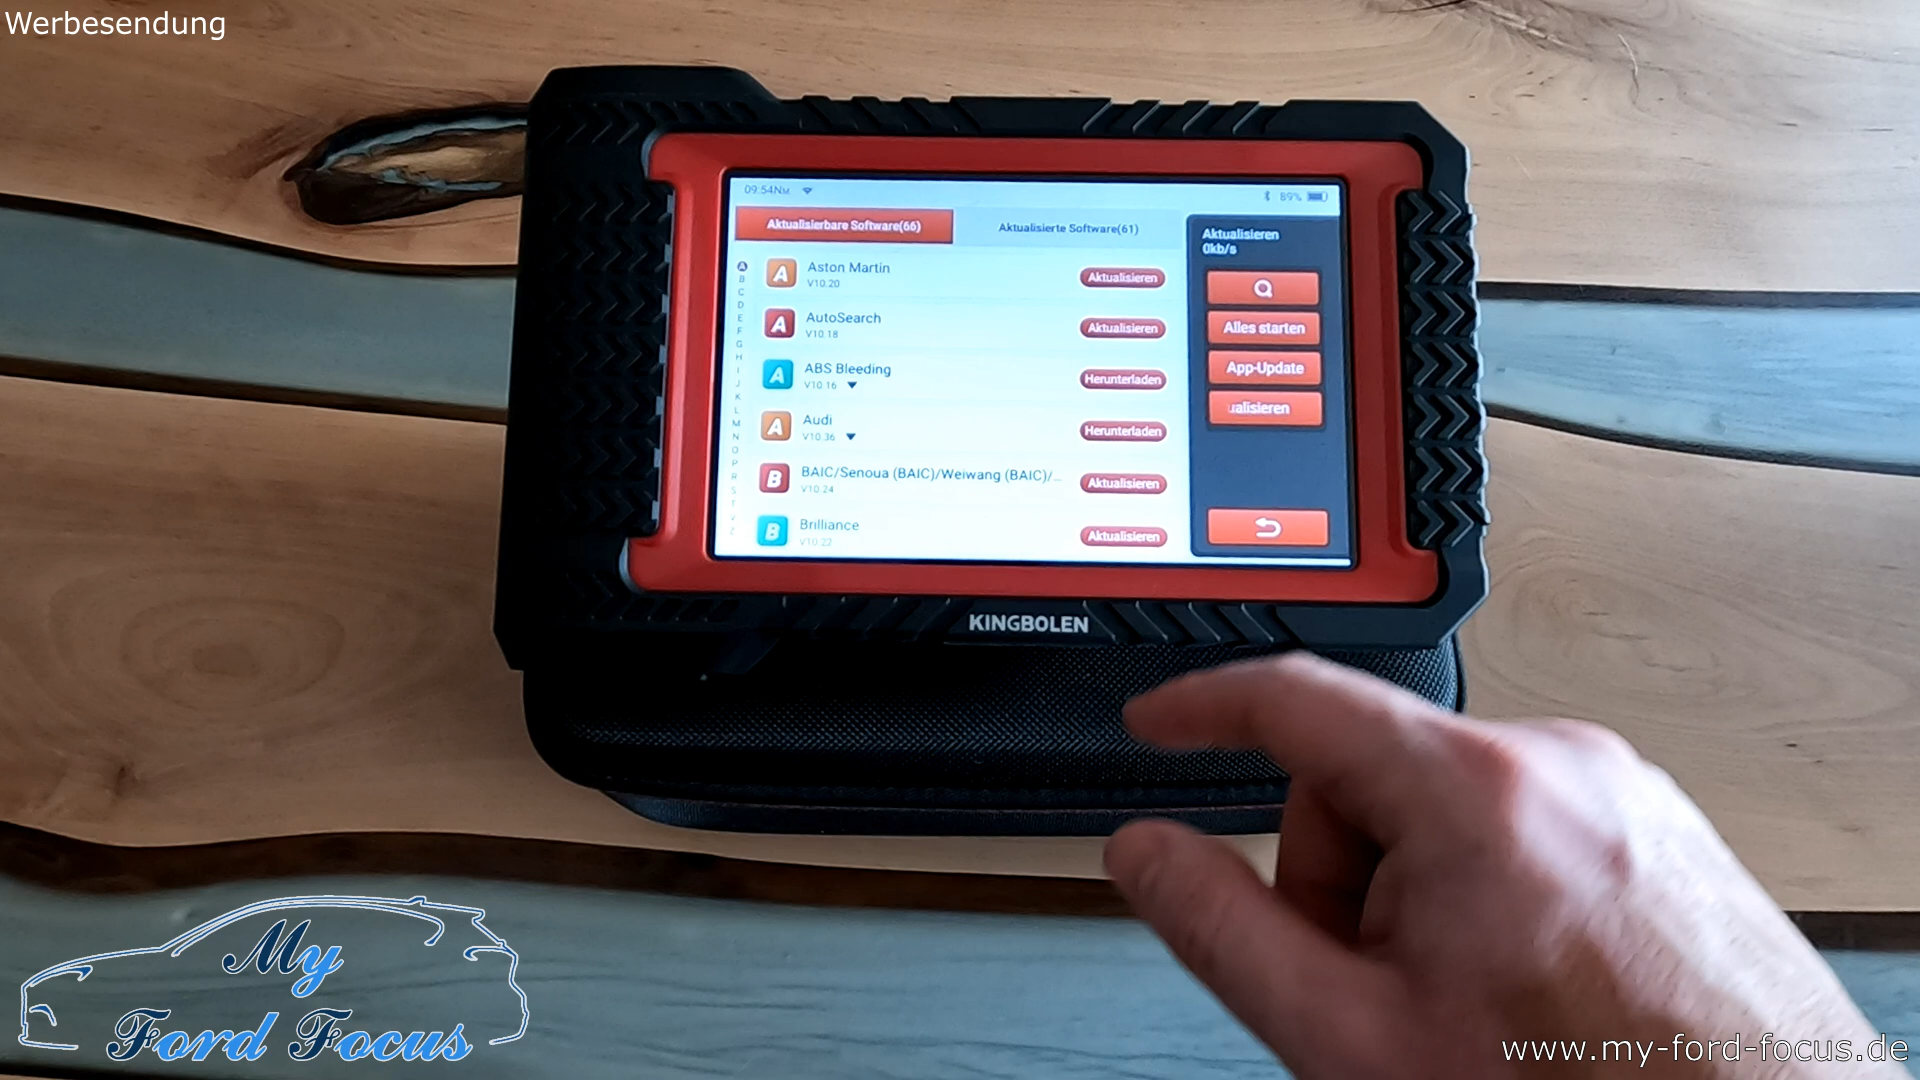 Werbesendung
09:54NM.
89%
Aktualisierbare Software(66)
Aktualisierte Software(61)
Aktualisieren
0kb/s
A
B
C
D
E
F
G
H
I
J
K
L
M
N
O
P
R
S
T
V
Z
A
Aston Martin
V10.20
Aktualisieren
A
AutoSearch
V10.18
Aktualisieren
A
ABS Bleeding
V10.16
Herunterladen
A
Audi
V10.36
Herunterladen
B
BAIC/Senoua (BAIC)/Weiwang (BAIC)/...
V10.24
Aktualisieren
B
Brilliance
V10.22
Aktualisieren
Alles starten
App-Update
ualisieren
KINGBOLEN
My
Ford Focus
www.my-ford-focus.de